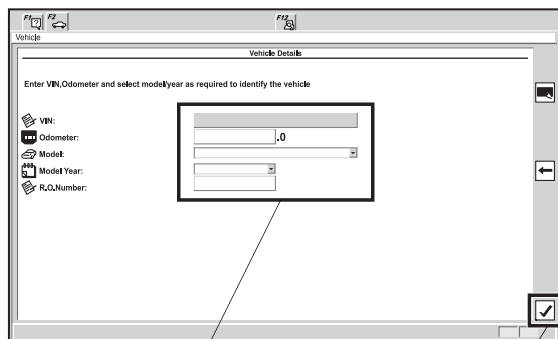 F1 F2 F12
Vehicle
Vehicle Details
Enter VIN,Odometer and select model/year as required to identify the vehicle
VIN:
Odometer: .0
Model:
Model Year:
R.O.Number: